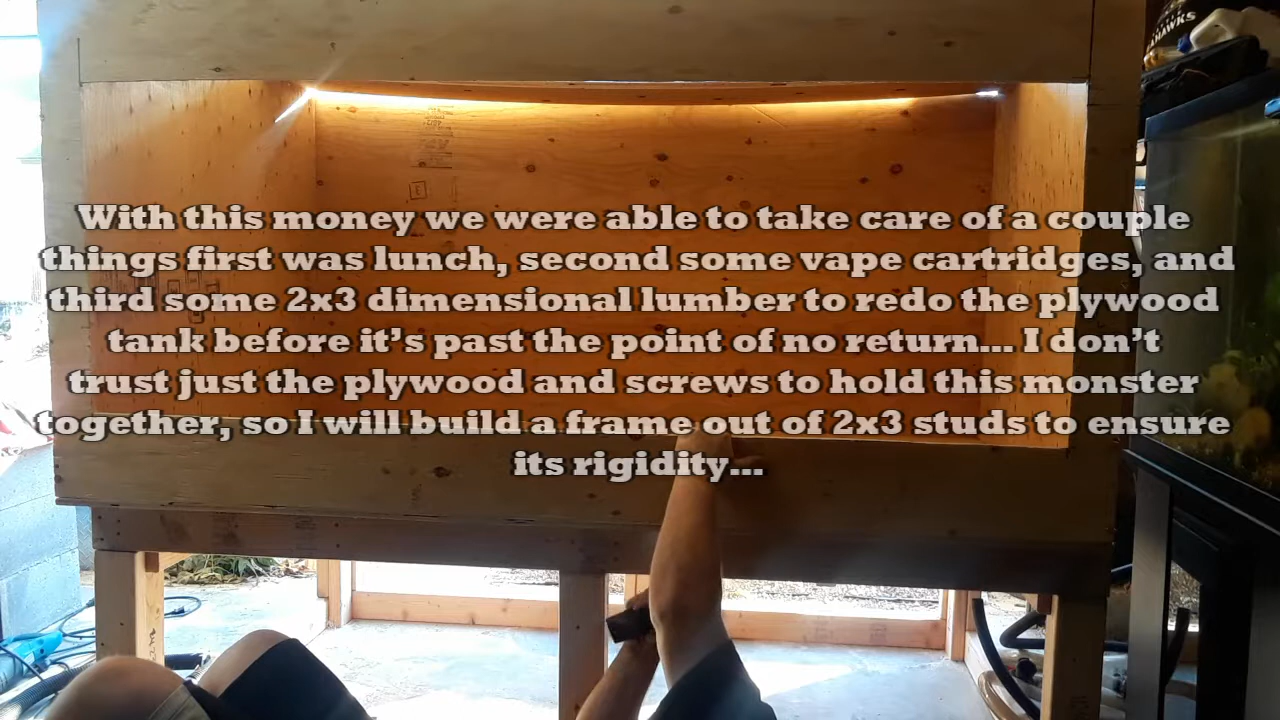 AHAWKS
With this money we were able to take care of a couple
things first was lunch, second some vape cartridges, and
third some 2x3 dimensional lumber to redo the plywood
tank before it's past the point of no return... I don't
trust just the plywood and screws to hold this monster
together, so I will build a frame out of 2x3 studs to ensure
its rigidity...